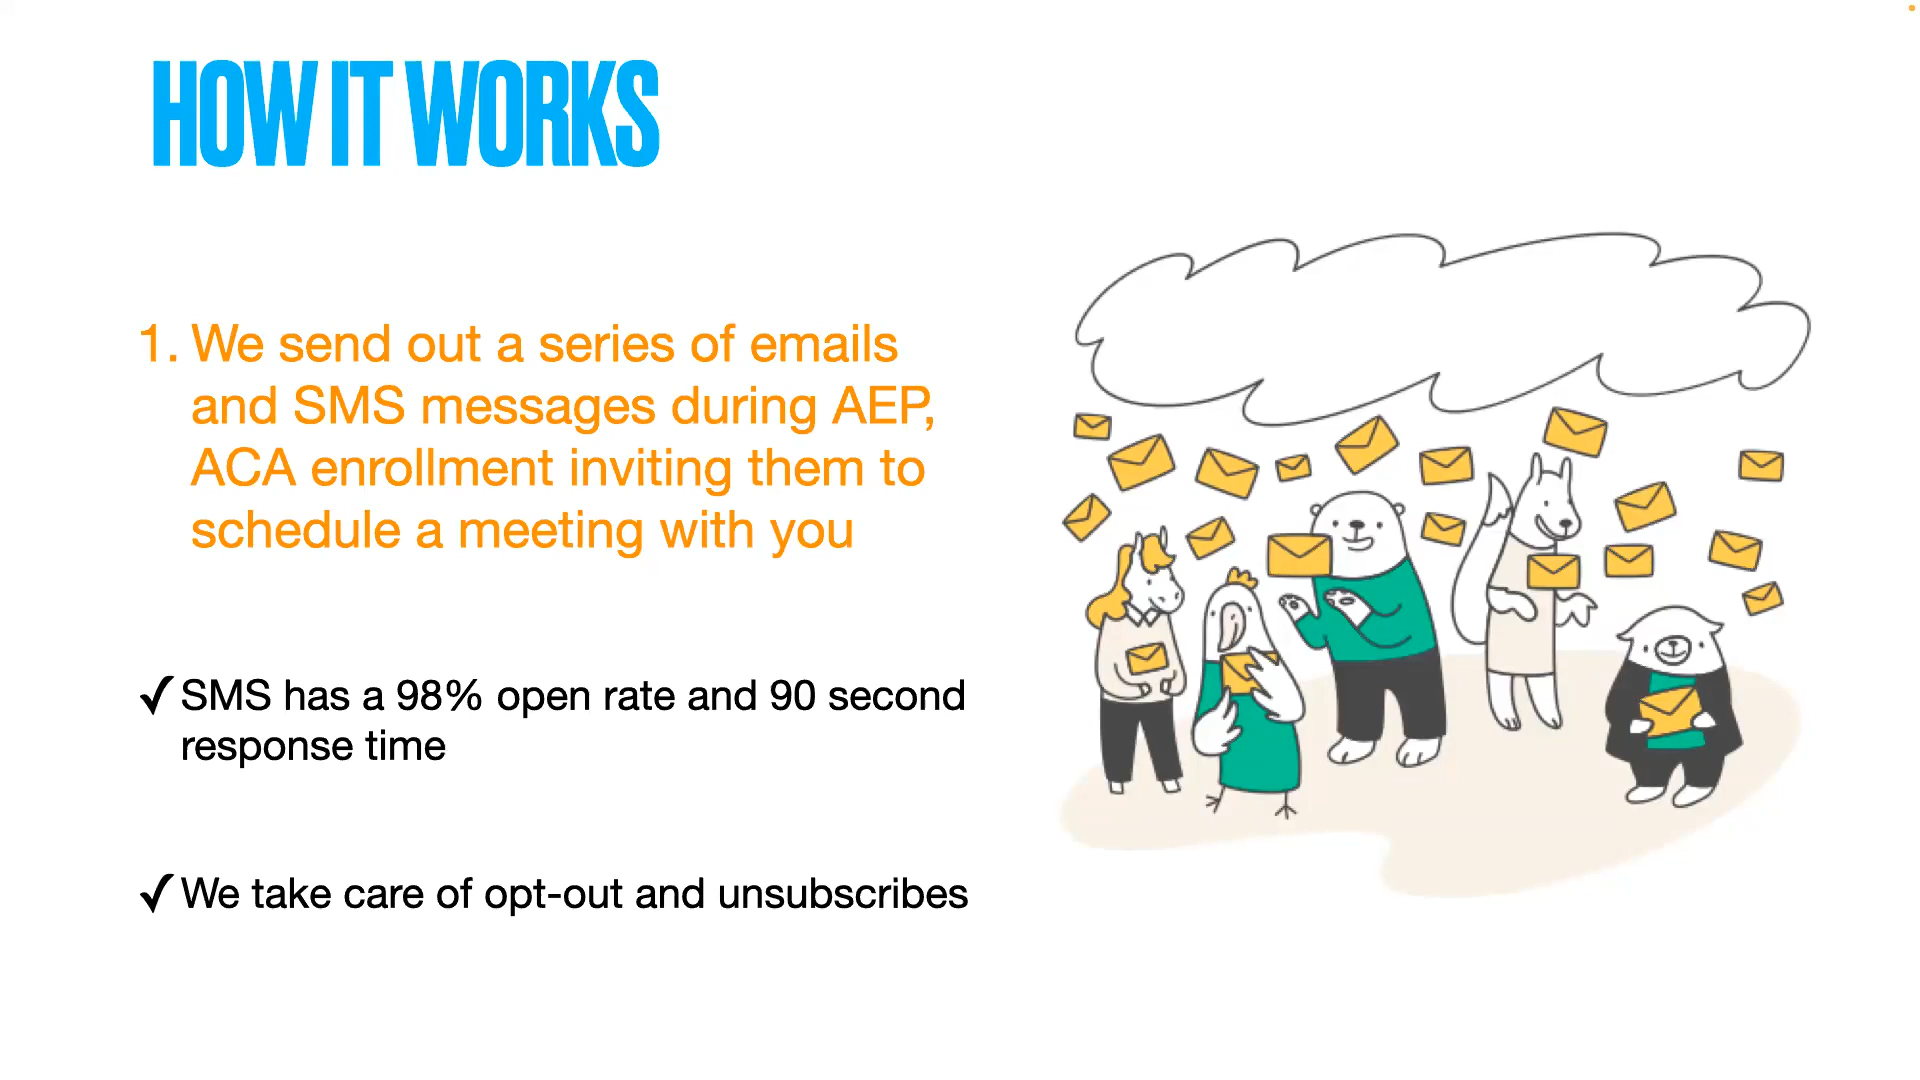 HOW IT WORKS
1. We send out a series of emails
and SMS messages during AEP,
ACA enrollment inviting them to
schedule a meeting with you
✓ SMS has a 98% open rate and 90 second
response time
✓ We take care of opt-out and unsubscribes